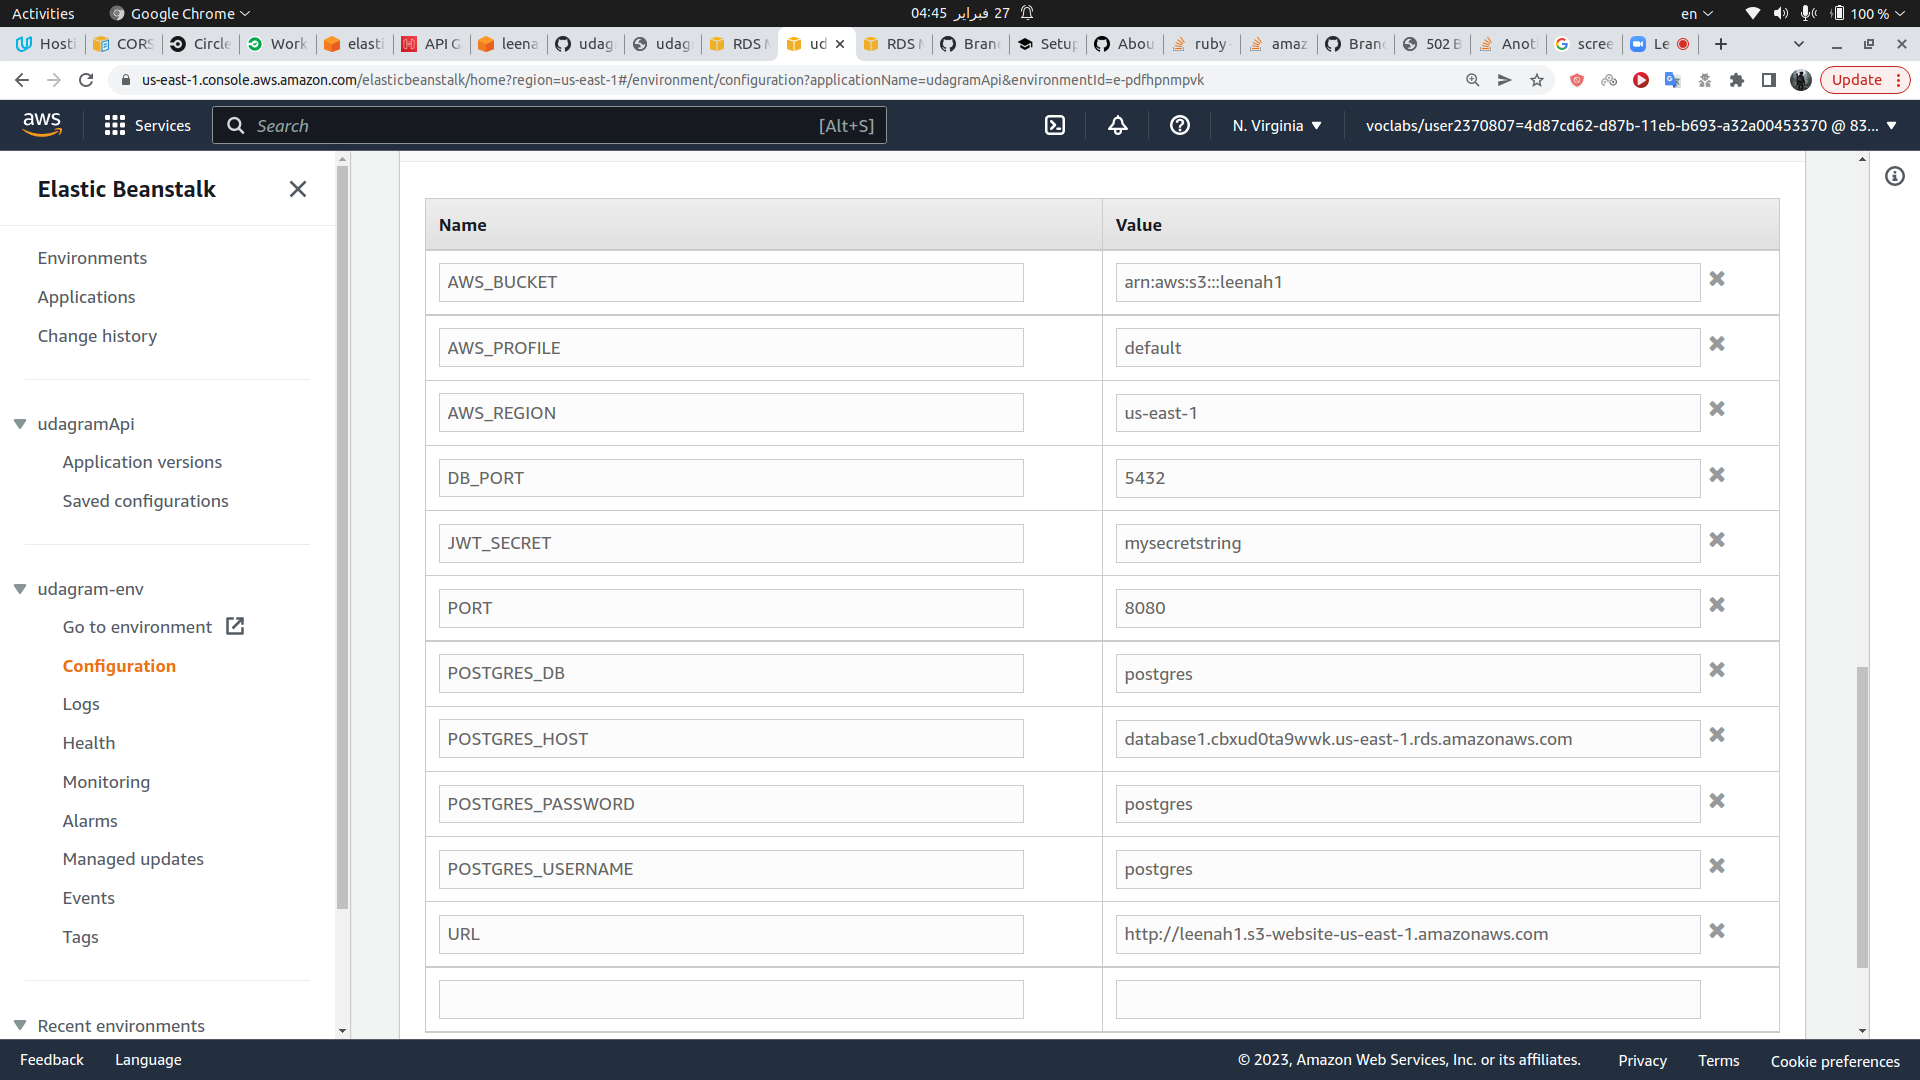 Activities Google Chrome 04:45 27 فبراير en 100 %
Hosti CORS Circle Work elasti API G leena udag udag RDS M ud RDS M Branc Setup Abou ruby- amaz Branc 502 B Anot scree Le
us-east-1.console.aws.amazon.com/elasticbeanstalk/home?region=us-east-1#/environment/configuration?applicationName=udagramApi&environmentId=e-pdfhpnmpvk Update
aws Services Search [Alt+S] N. Virginia voclabs/user2370807=4d87cd62-d87b-11eb-b693-a32a00453370 @ 83...
Elastic Beanstalk
Environments
Applications
Change history
udagramApi
Application versions
Saved configurations
udagram-env
Go to environment
Configuration
Logs
Health
Monitoring
Alarms
Managed updates
Events
Tags
Recent environments
Name Value
AWS_BUCKET arn:aws:s3:::leenah1
AWS_PROFILE default
AWS_REGION us-east-1
DB_PORT 5432
JWT_SECRET mysecretstring
PORT 8080
POSTGRES_DB postgres
POSTGRES_HOST database1.cbxud0ta9wwk.us-east-1.rds.amazonaws.com
POSTGRES_PASSWORD postgres
POSTGRES_USERNAME postgres
URL http://leenah1.s3-website-us-east-1.amazonaws.com
Feedback Language © 2023, Amazon Web Services, Inc. or its affiliates. Privacy Terms Cookie preferences